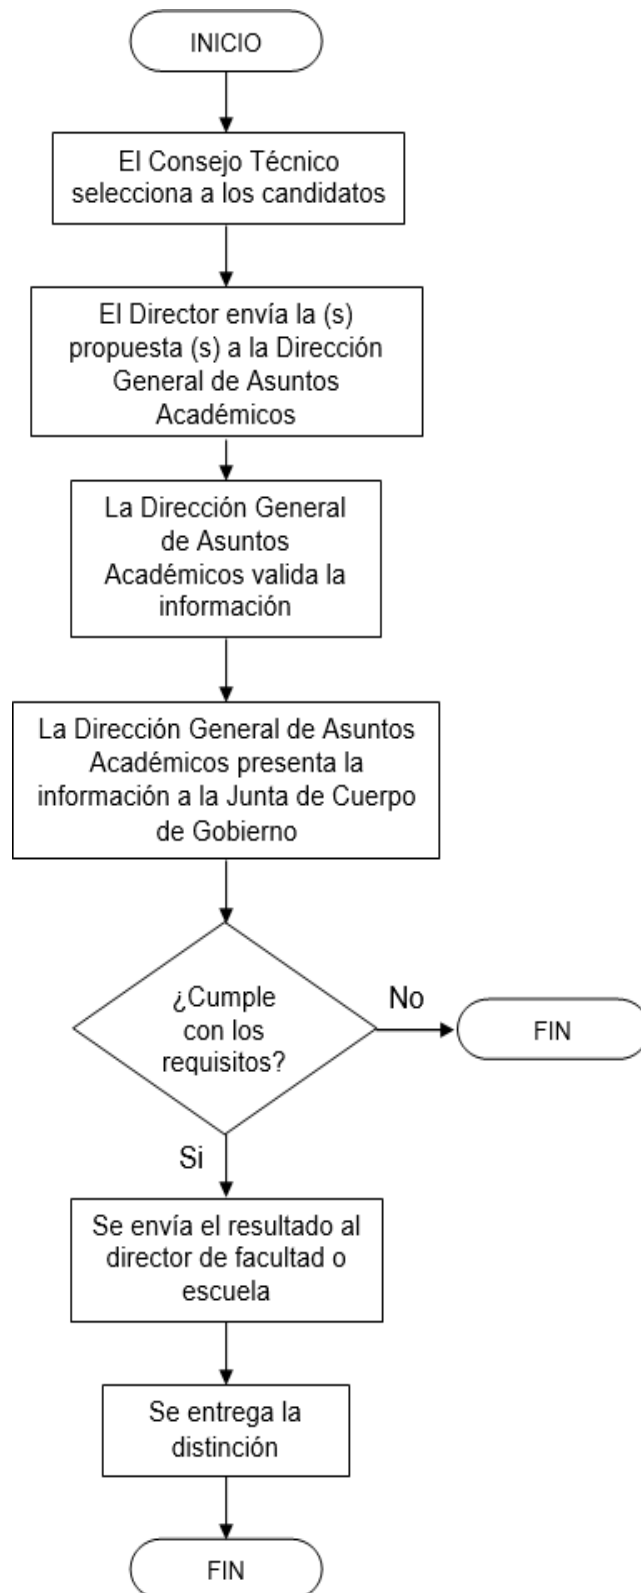 INICIO
El Consejo Técnico
selecciona a los candidatos
El Director envía la (s)
propuesta (s) a la Dirección
General de Asuntos
Académicos
La Dirección General
de Asuntos
Académicos valida la
información
La Dirección General de Asuntos
Académicos presenta la
información a la Junta de Cuerpo
de Gobierno
¿Cumple
con los
requisitos?
No
FIN
Si
Se envía el resultado al
director de facultad o
escuela
Se entrega la
distinción
FIN